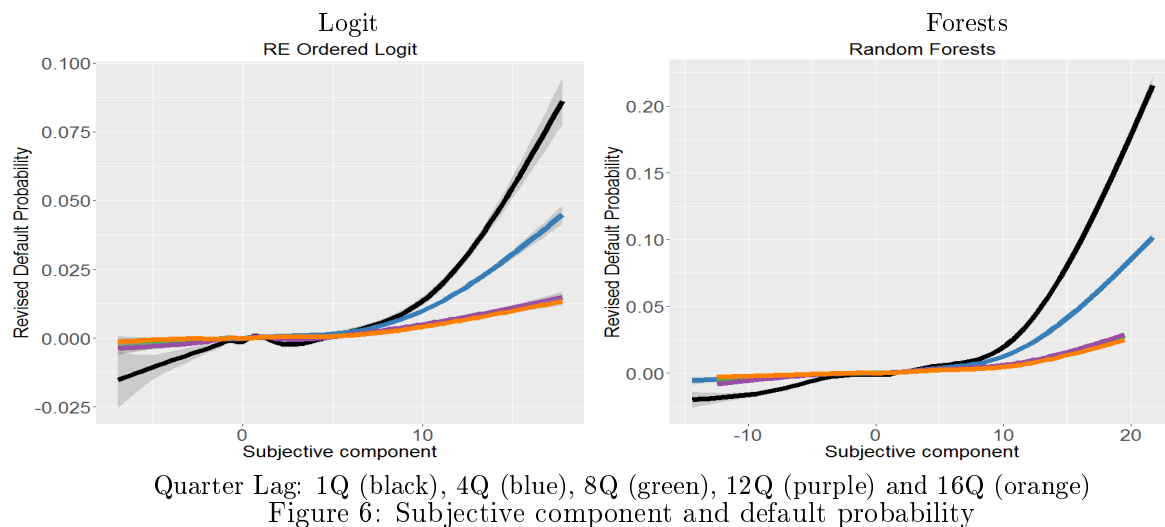 Logit
RE Ordered Logit
Revised Default Probability
0.100
0.075
0.050
0.025
0.000
-0.025
0
10
Subjective component
Forests
Random Forests
Revised Default Probability
0.20
0.15
0.10
0.05
0.00
-10
0
10
20
Subjective component
Quarter Lag: 1Q (black), 4Q (blue), 8Q (green), 12Q (purple) and 16Q (orange)
Figure 6: Subjective component and default probability